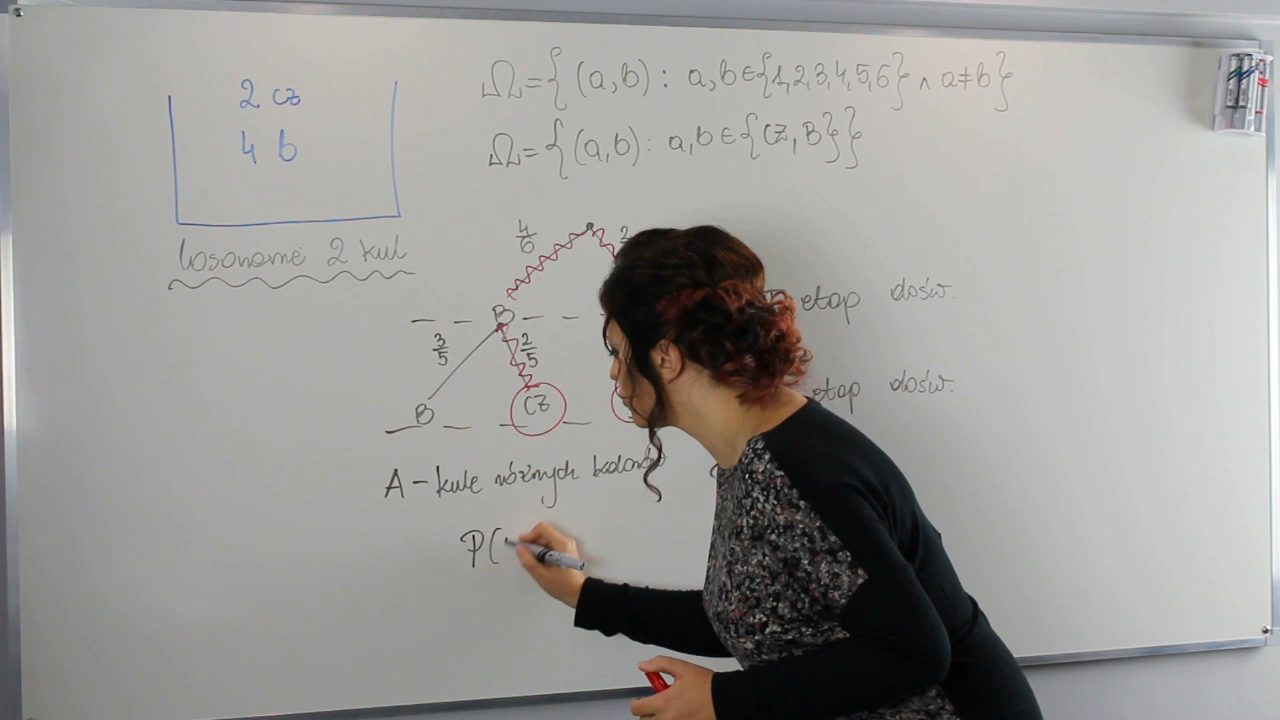 2 cz
4 b
losowanie 2 kul
Ω={(a,b): a,b∈{1,2,3,4,5,6} ∧ a≠b}
Ω={(a,b): a,b∈{CZ,B}}
4/6 2
B etap dośw.
3/5 2/5
B CZ etap dośw.
A - kule różnych kolorów
P(